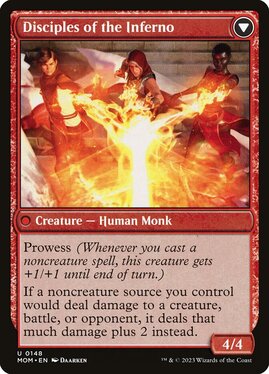 Disciples of the Inferno
Creature — Human Monk
Prowess (Whenever you cast a
noncreature spell, this creature gets
+1/+1 until end of turn.)
If a noncreature source you control
would deal damage to a creature,
battle, or opponent, it deals that
much damage plus 2 instead.
4/4
U 0148
MOM • EN DAARKEN
™ & © 2023 Wizards of the Coast